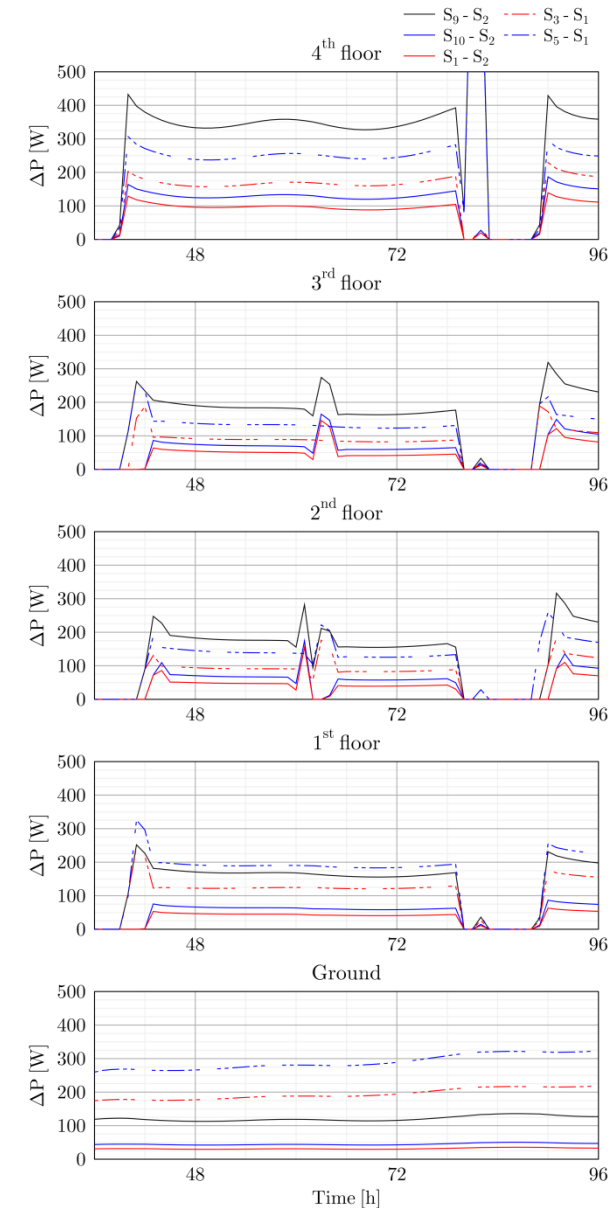 S₉ - S₂ S₃ - S₁
S₁₀ - S₂ S₅ - S₁
S₁ - S₂
4ᵗʰ floor
500
400
300
200
100
0
ΔP [W]
48 72 96
3ʳᵈ floor
500
400
300
200
100
0
ΔP [W]
48 72 96
2ⁿᵈ floor
500
400
300
200
100
0
ΔP [W]
48 72 96
1ˢᵗ floor
500
400
300
200
100
0
ΔP [W]
48 72 96
Ground
500
400
300
200
100
0
ΔP [W]
48 72 96
Time [h]